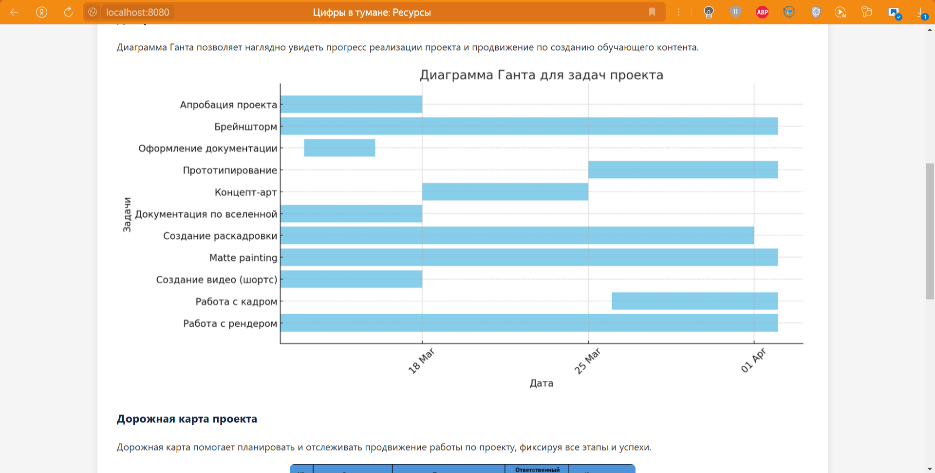 localhost:8080
Цифры в тумане: Ресурсы
ABP
1
Диаграмма Ганта позволяет наглядно увидеть прогресс реализации проекта и продвижение по созданию обучающего контента.
Диаграмма Ганта для задач проекта
Апробация проекта
Брейншторм
Оформление документации
Прототипирование
Концепт-арт
Документация по вселенной
Создание раскадровки
Matte painting
Создание видео (шортс)
Работа с кадром
Работа с рендером
Задачи
18 Mar
25 Mar
01 Apr
Дата
Дорожная карта проекта
Дорожная карта помогает планировать и отслеживать продвижение работы по проекту, фиксируя все этапы и успехи.
Ответственный